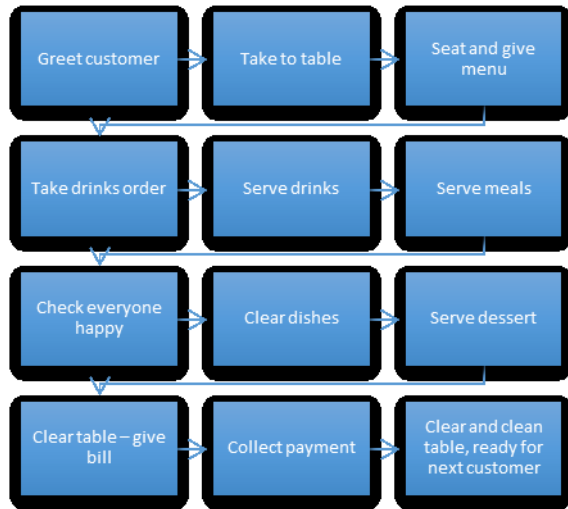 Greet customer
Take to table
Seat and give
menu
Take drinks order
Serve drinks
Serve meals
Check everyone
happy
Clear dishes
Serve dessert
Clear table – give
bill
Collect payment
Clear and clean
table, ready for
next customer